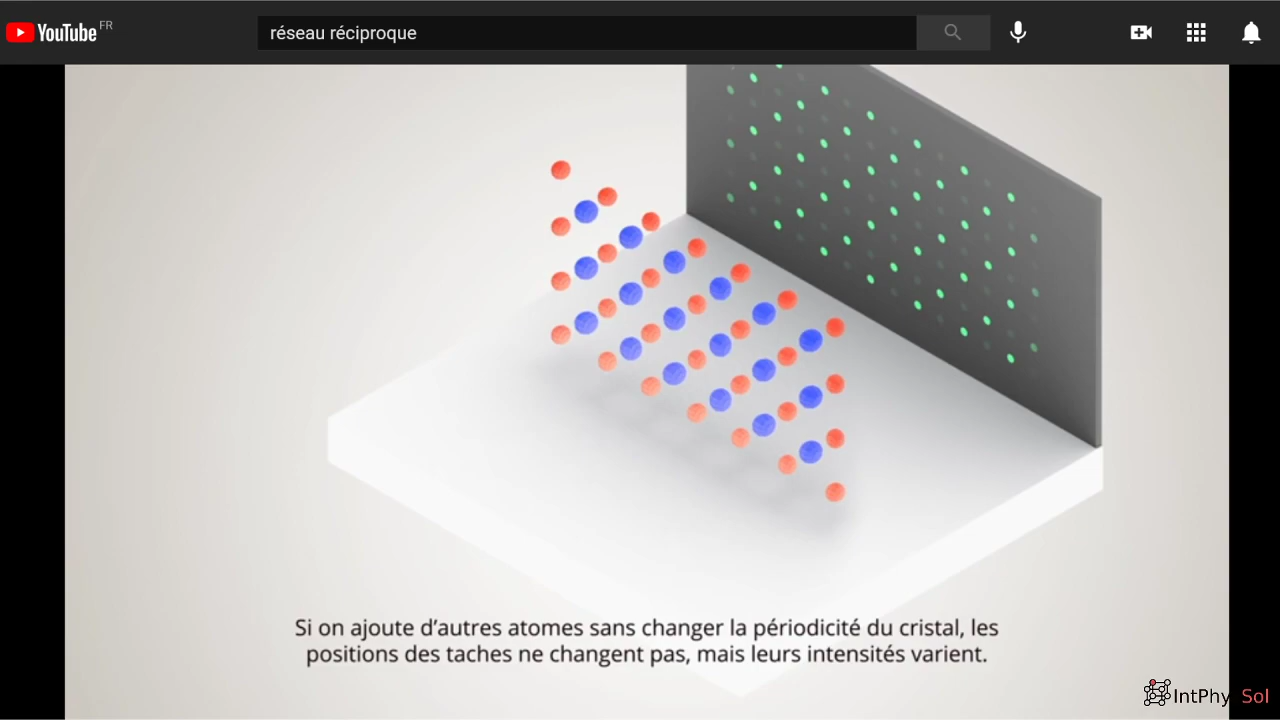 YouTube FR
réseau réciproque
Si on ajoute d’autres atomes sans changer la périodicité du cristal, les
positions des taches ne changent pas, mais leurs intensités varient.
IntPhy Sol